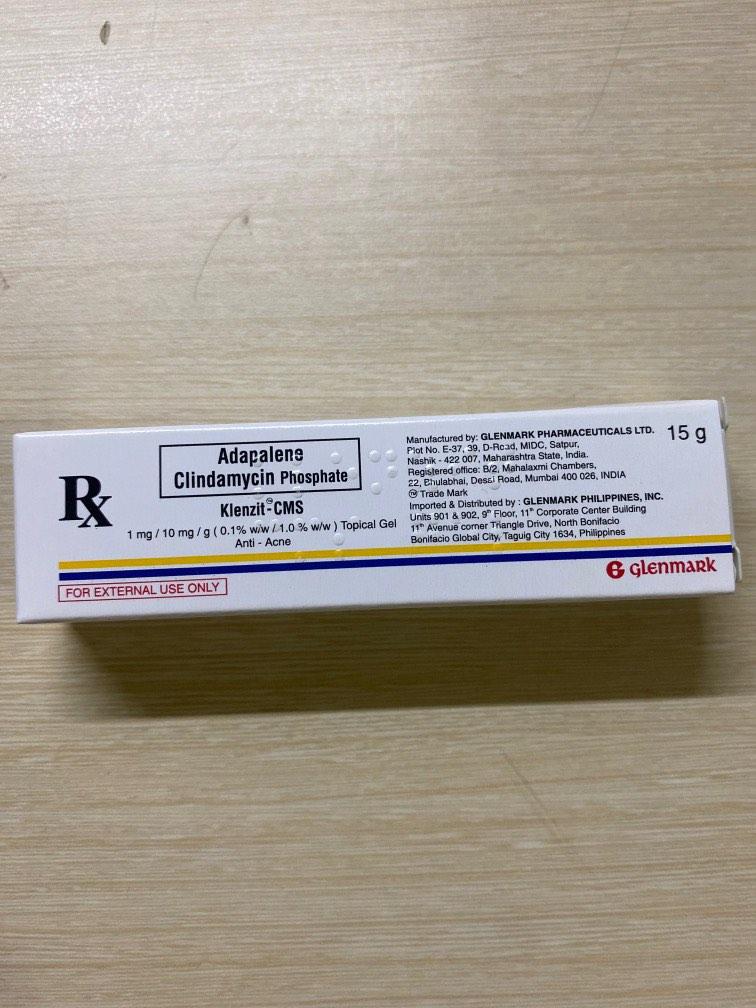 Rx
Adapalene
Clindamycin Phosphate
Klenzit™-CMS
1 mg / 10 mg / g ( 0.1% w/w / 1.0 % w/w ) Topical Gel
Anti - Acne
FOR EXTERNAL USE ONLY
Manufactured by: GLENMARK PHARMACEUTICALS LTD.
Plot No. E-37, 39, D-Road, MIDC, Satpur,
Nashik - 422 007, Maharashtra State, India.
Registered office: B/2, Mahalaxmi Chambers,
22, Bhulabhai, Dessi Road, Mumbai 400 026, INDIA
™ Trade Mark
Imported & Distributed by : GLENMARK PHILIPPINES, INC.
Units 901 & 902, 9th Floor, 11th Corporate Center Building
11th Avenue corner Triangle Drive, North Bonifacio
Bonifacio Global City, Taguig City 1634, Philippines
15 g
glenmark